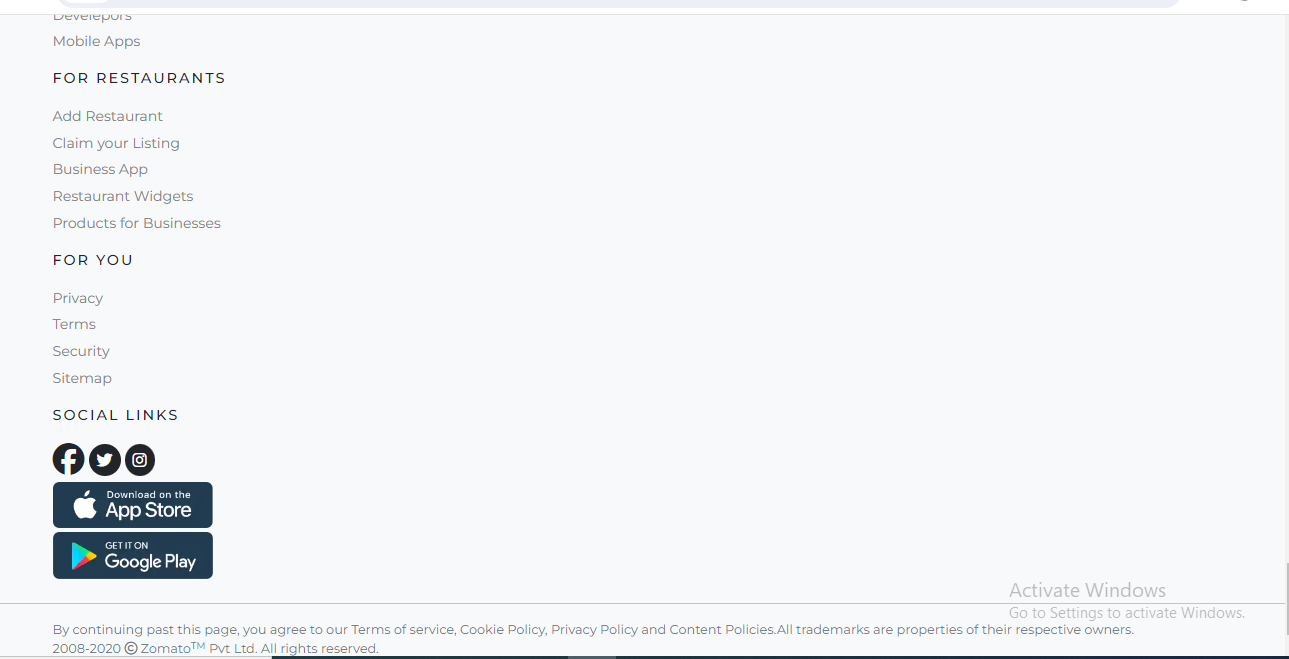 Develepors
Mobile Apps
FOR RESTAURANTS
Add Restaurant
Claim your Listing
Business App
Restaurant Widgets
Products for Businesses
FOR YOU
Privacy
Terms
Security
Sitemap
SOCIAL LINKS
Download on the
App Store
GET IT ON
Google Play
Activate Windows
Go to Settings to activate Windows.
By continuing past this page, you agree to our Terms of service, Cookie Policy, Privacy Policy and Content Policies.All trademarks are properties of their respective owners.
2008-2020 © Zomato™ Pvt Ltd. All rights reserved.